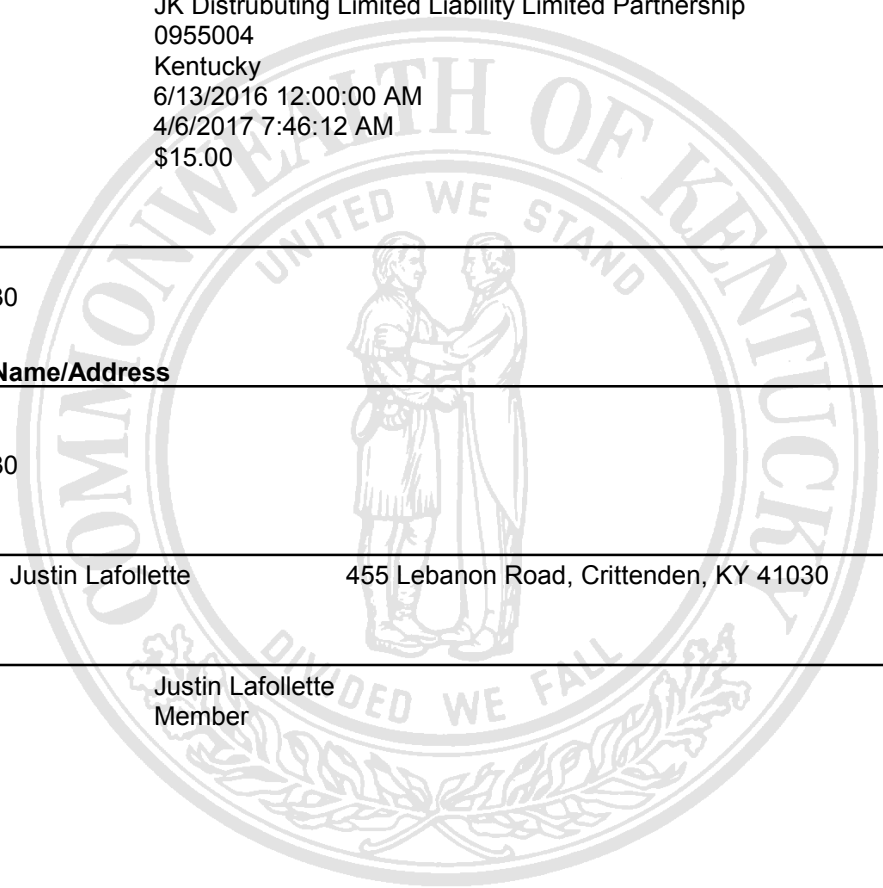 JK Distrubuting Limited Liability Limited Partnership
0955004
Kentucky
6/13/2016 12:00:00 AM
4/6/2017 7:46:12 AM
$15.00
Name/Address
Justin Lafollette 455 Lebanon Road, Crittenden, KY 41030
Justin Lafollette
Member
COMMONWEALTH OF KENTUCKY
UNITED WE STAND
DIVIDED WE FALL